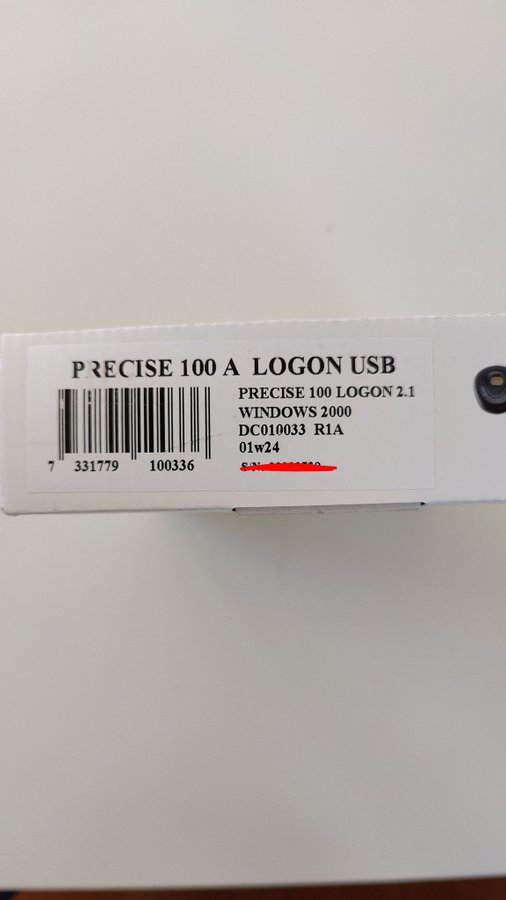 PRECISE 100 A LOGON USB
PRECISE 100 LOGON 2.1
WINDOWS 2000
DC010033 R1A
01w24
S/N:
7 331779 100336